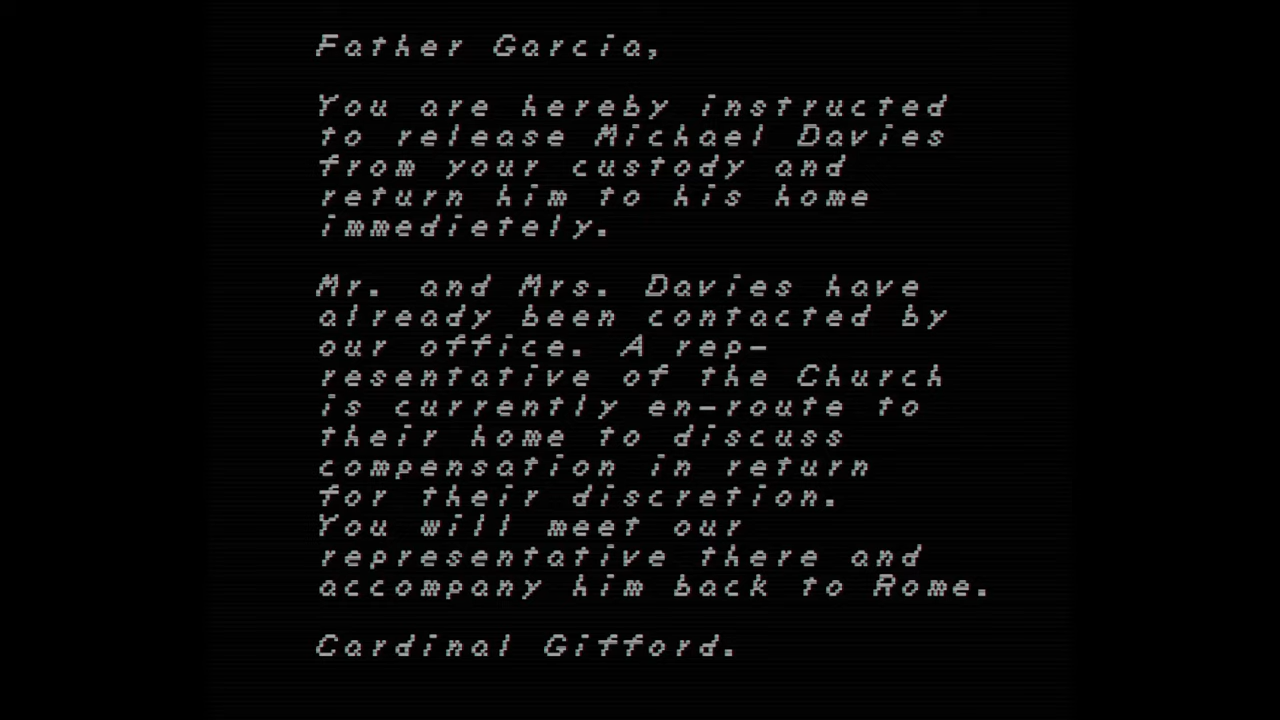 Father Garcia,
You are hereby instructed
to release Michael Davies
from your custody and
return him to his home
immedietely.
Mr. and Mrs. Davies have
already been contacted by
our office. A rep-
resentative of the Church
is currently en-route to
their home to discuss
compensation in return
for their discretion.
You will meet our
representative there and
accompany him back to Rome.
Cardinal Gifford.